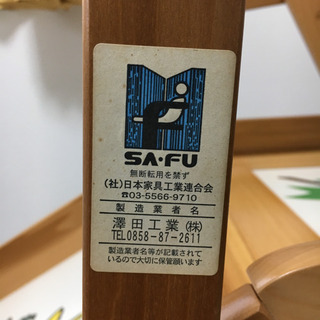 SA・FU
無断転用を禁ず
(社)日本家具工業連合会
☎03-5566-9710
製造業者名
澤田工業(株)
TEL0858-87-2611
製造業者名等が記載されて
いるので大切に保管願います